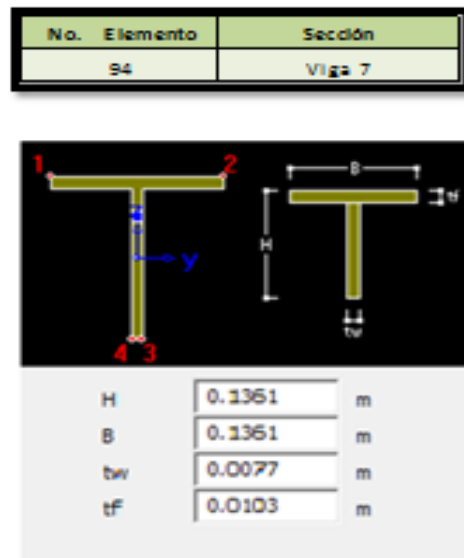 No. Elemento Sección
94 Viga 7
1 2
B
tf
z
y
H
tw
4 3
H 0.1361 m
B 0.1361 m
tw 0.0077 m
tf 0.0103 m